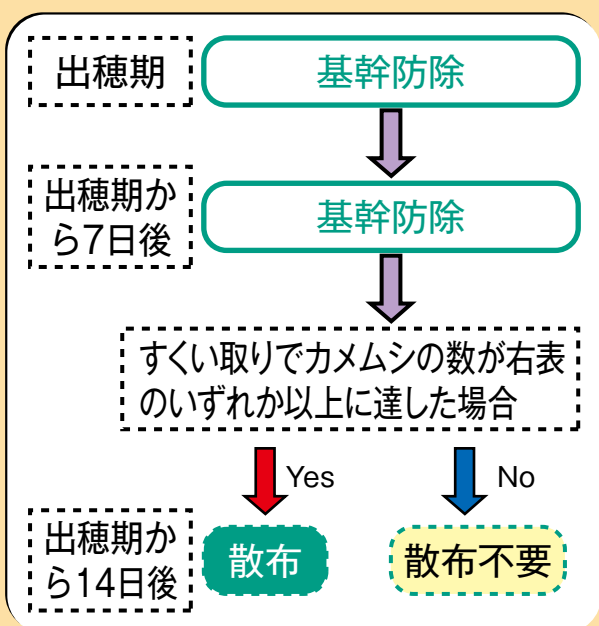 出穂期
基幹防除
出穂期か
ら7日後
基幹防除
すくい取りでカメムシの数が右表
のいずれか以上に達した場合
Yes
No
出穂期か
ら14日後
散布
散布不要